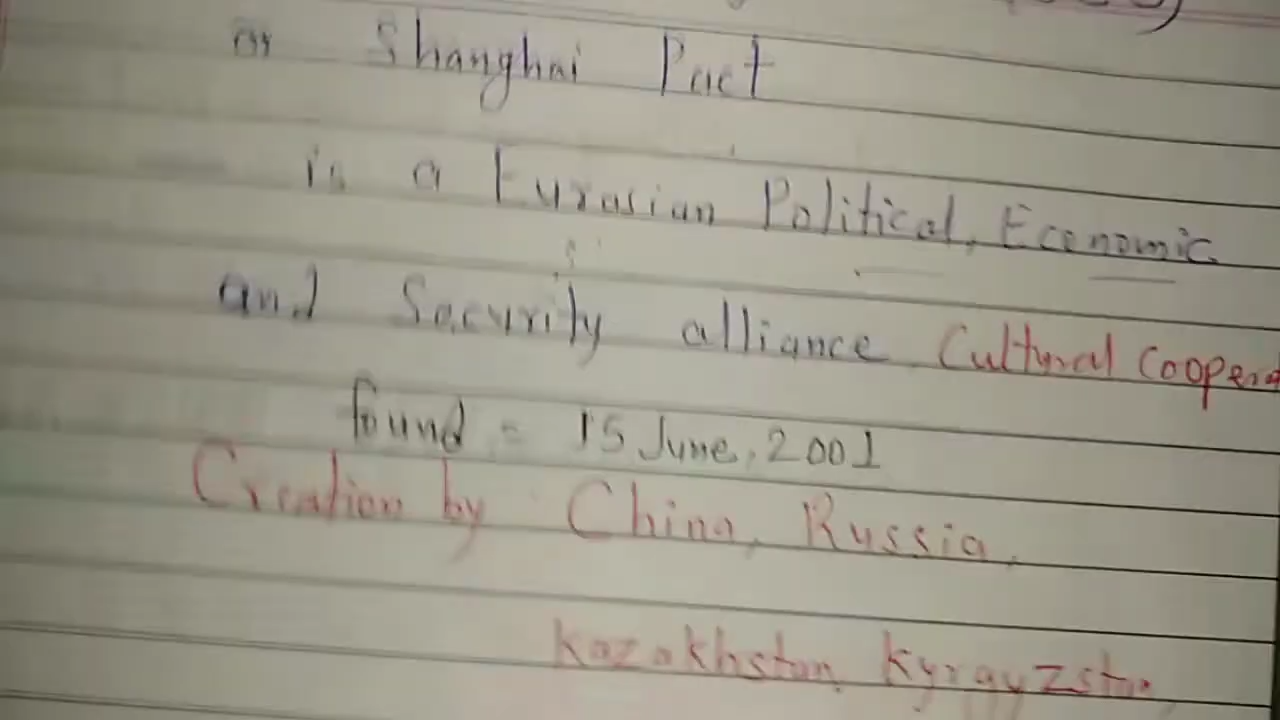 or Shanghai Pact
is a Eurasian Political, Economic
and Sacurity alliance Cultural Coopera
found = 15 June, 2001
Creation by China, Russia,
Kazakhstan, Kyrgyzstan